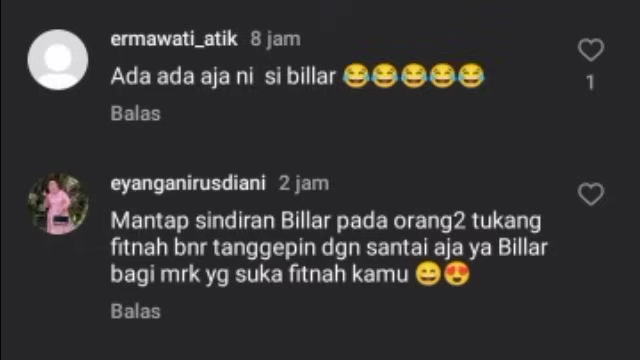 ermawati_atik 8 jam
Ada ada aja ni si billar 😂😂😂😂😂
1
Balas
eyanganirusdiani 2 jam
Mantap sindiran Billar pada orang2 tukang
fitnah bnr tanggepin dgn santai aja ya Billar
bagi mrk yg suka fitnah kamu 😄😍
Balas